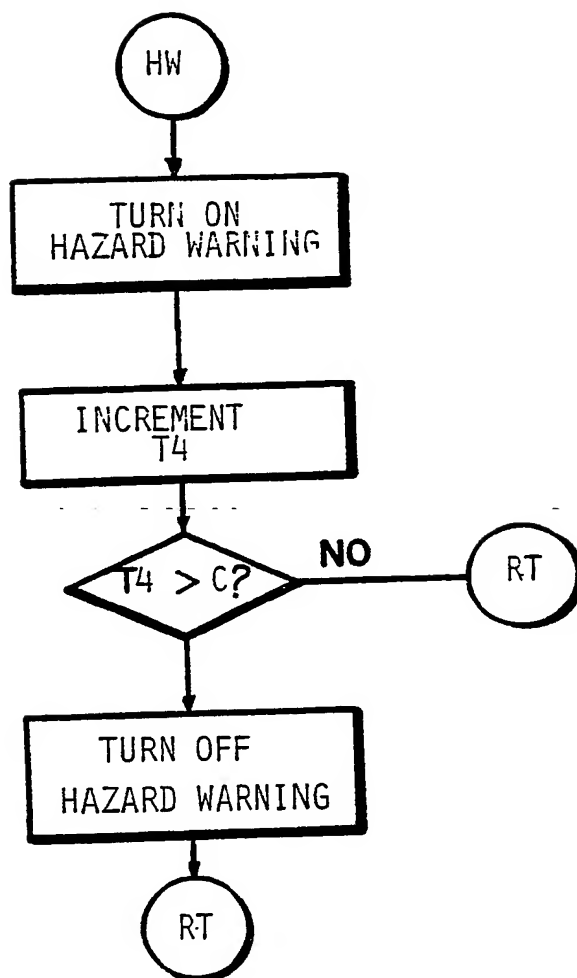 HW
TURN ON
HAZARD WARNING
INCREMENT
T4
T4 > C?
NO
RT
TURN OFF
HAZARD WARNING
RT